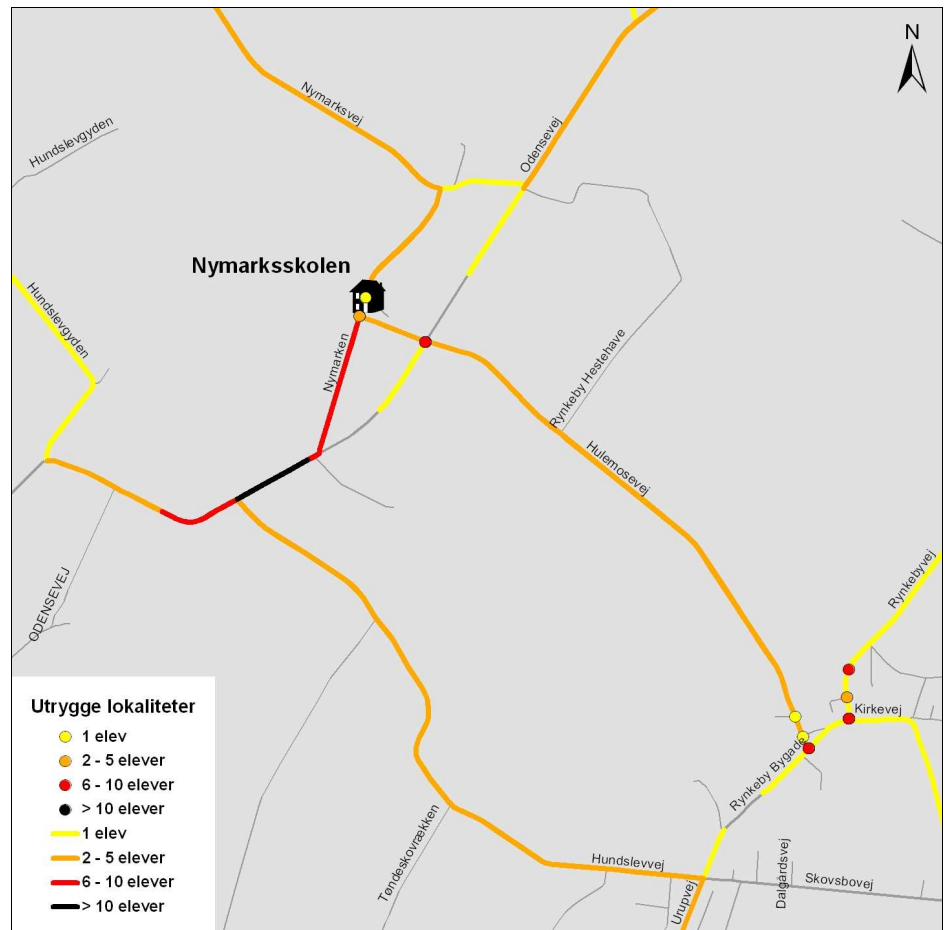 N
Nymarksvej
Odensevej
Hundslevgyden
Nymarksskolen
Hundslevgyden
Nymarken
Rynkeby Hestehave
Hulemosevej
Rynkebyvej
ODENSEVEJ
Kirkevej
Rynkeby Bygade
Tøndeskovrækken
Hundslevvej
Dalgårdsvej
Skovsbovej
Urupvej
Utrygge lokaliteter
1 elev
2 - 5 elever
6 - 10 elever
> 10 elever
1 elev
2 - 5 elever
6 - 10 elever
> 10 elever